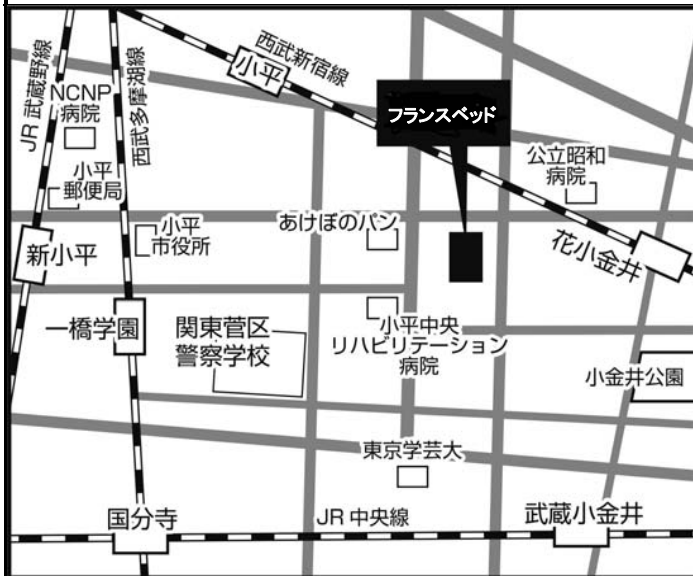 西武新宿線
小平
JR 武蔵野線
NCNP
病院
西武多摩湖線
フランスベッド
公立昭和
病院
小平
郵便局
小平
市役所
あけぼのパン
新小平
花小金井
一橋学園
関東菅区
警察学校
小平中央
リハビリテーション
病院
小金井公園
東京学芸大
国分寺
JR 中央線
武蔵小金井